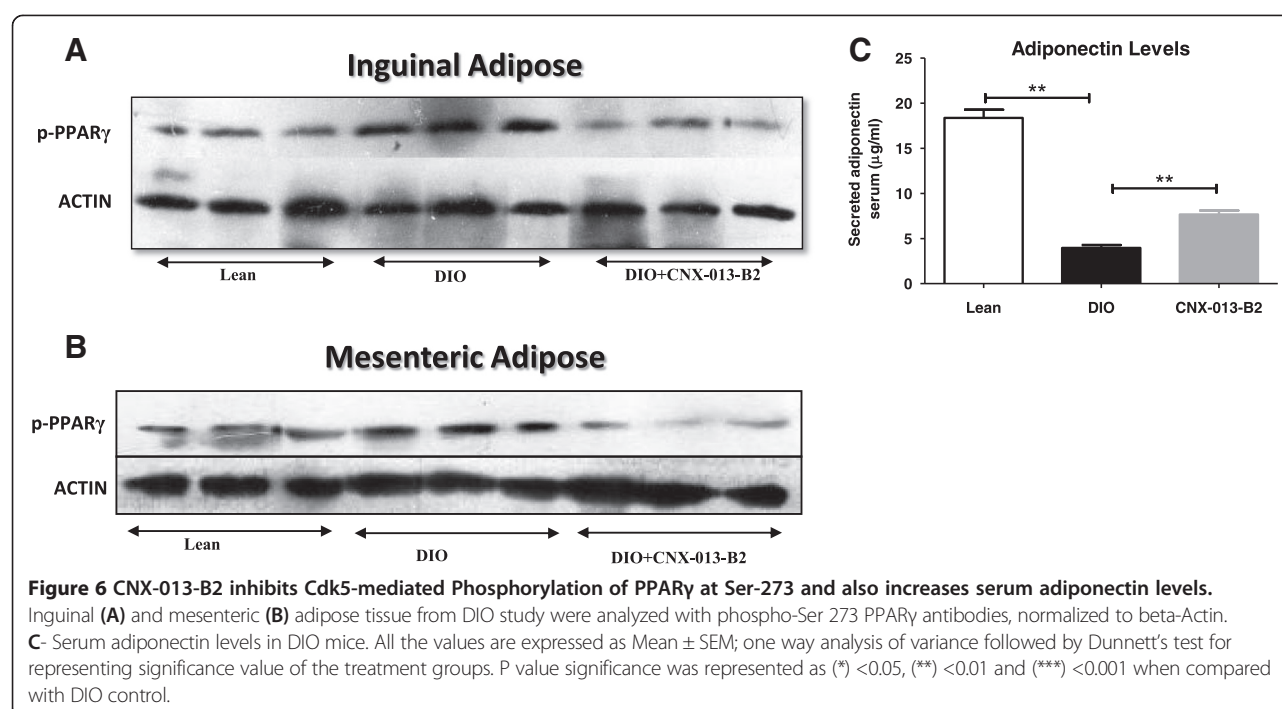 A
Inguinal Adipose
p-PPARγ
ACTIN
Lean
DIO
DIO+CNX-013-B2
B
Mesenteric Adipose
p-PPARγ
ACTIN
Lean
DIO
DIO+CNX-013-B2
C
Adiponectin Levels
Secreted adiponectin
serum (μg/ml)
25
20
15
10
5
0
**
**
Lean
DIO
CNX-013-B2
Figure 6 CNX-013-B2 inhibits Cdk5-mediated Phosphorylation of PPARγ at Ser-273 and also increases serum adiponectin levels.
Inguinal (A) and mesenteric (B) adipose tissue from DIO study were analyzed with phospho-Ser 273 PPARγ antibodies, normalized to beta-Actin.
C- Serum adiponectin levels in DIO mice. All the values are expressed as Mean ± SEM; one way analysis of variance followed by Dunnett's test for
representing significance value of the treatment groups. P value significance was represented as (*) <0.05, (**) <0.01 and (***) <0.001 when compared
with DIO control.